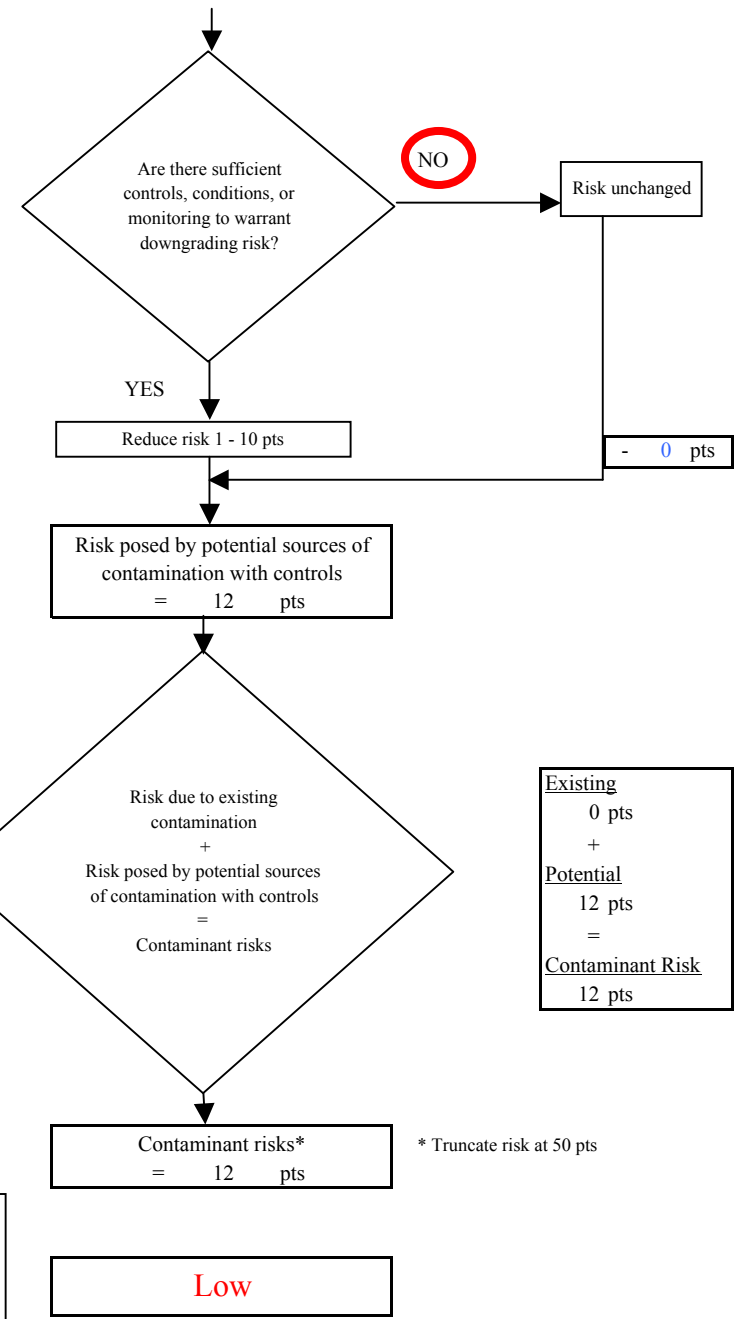 Are there sufficient
controls, conditions, or
monitoring to warrant
downgrading risk?
NO
Risk unchanged
YES
Reduce risk 1 - 10 pts
- 0 pts
Risk posed by potential sources of
contamination with controls
= 12 pts
Risk due to existing
contamination
+
Risk posed by potential sources
of contamination with controls
=
Contaminant risks
Existing
0 pts
+
Potential
12 pts
=
Contaminant Risk
12 pts
Contaminant risks*
= 12 pts
* Truncate risk at 50 pts
Low